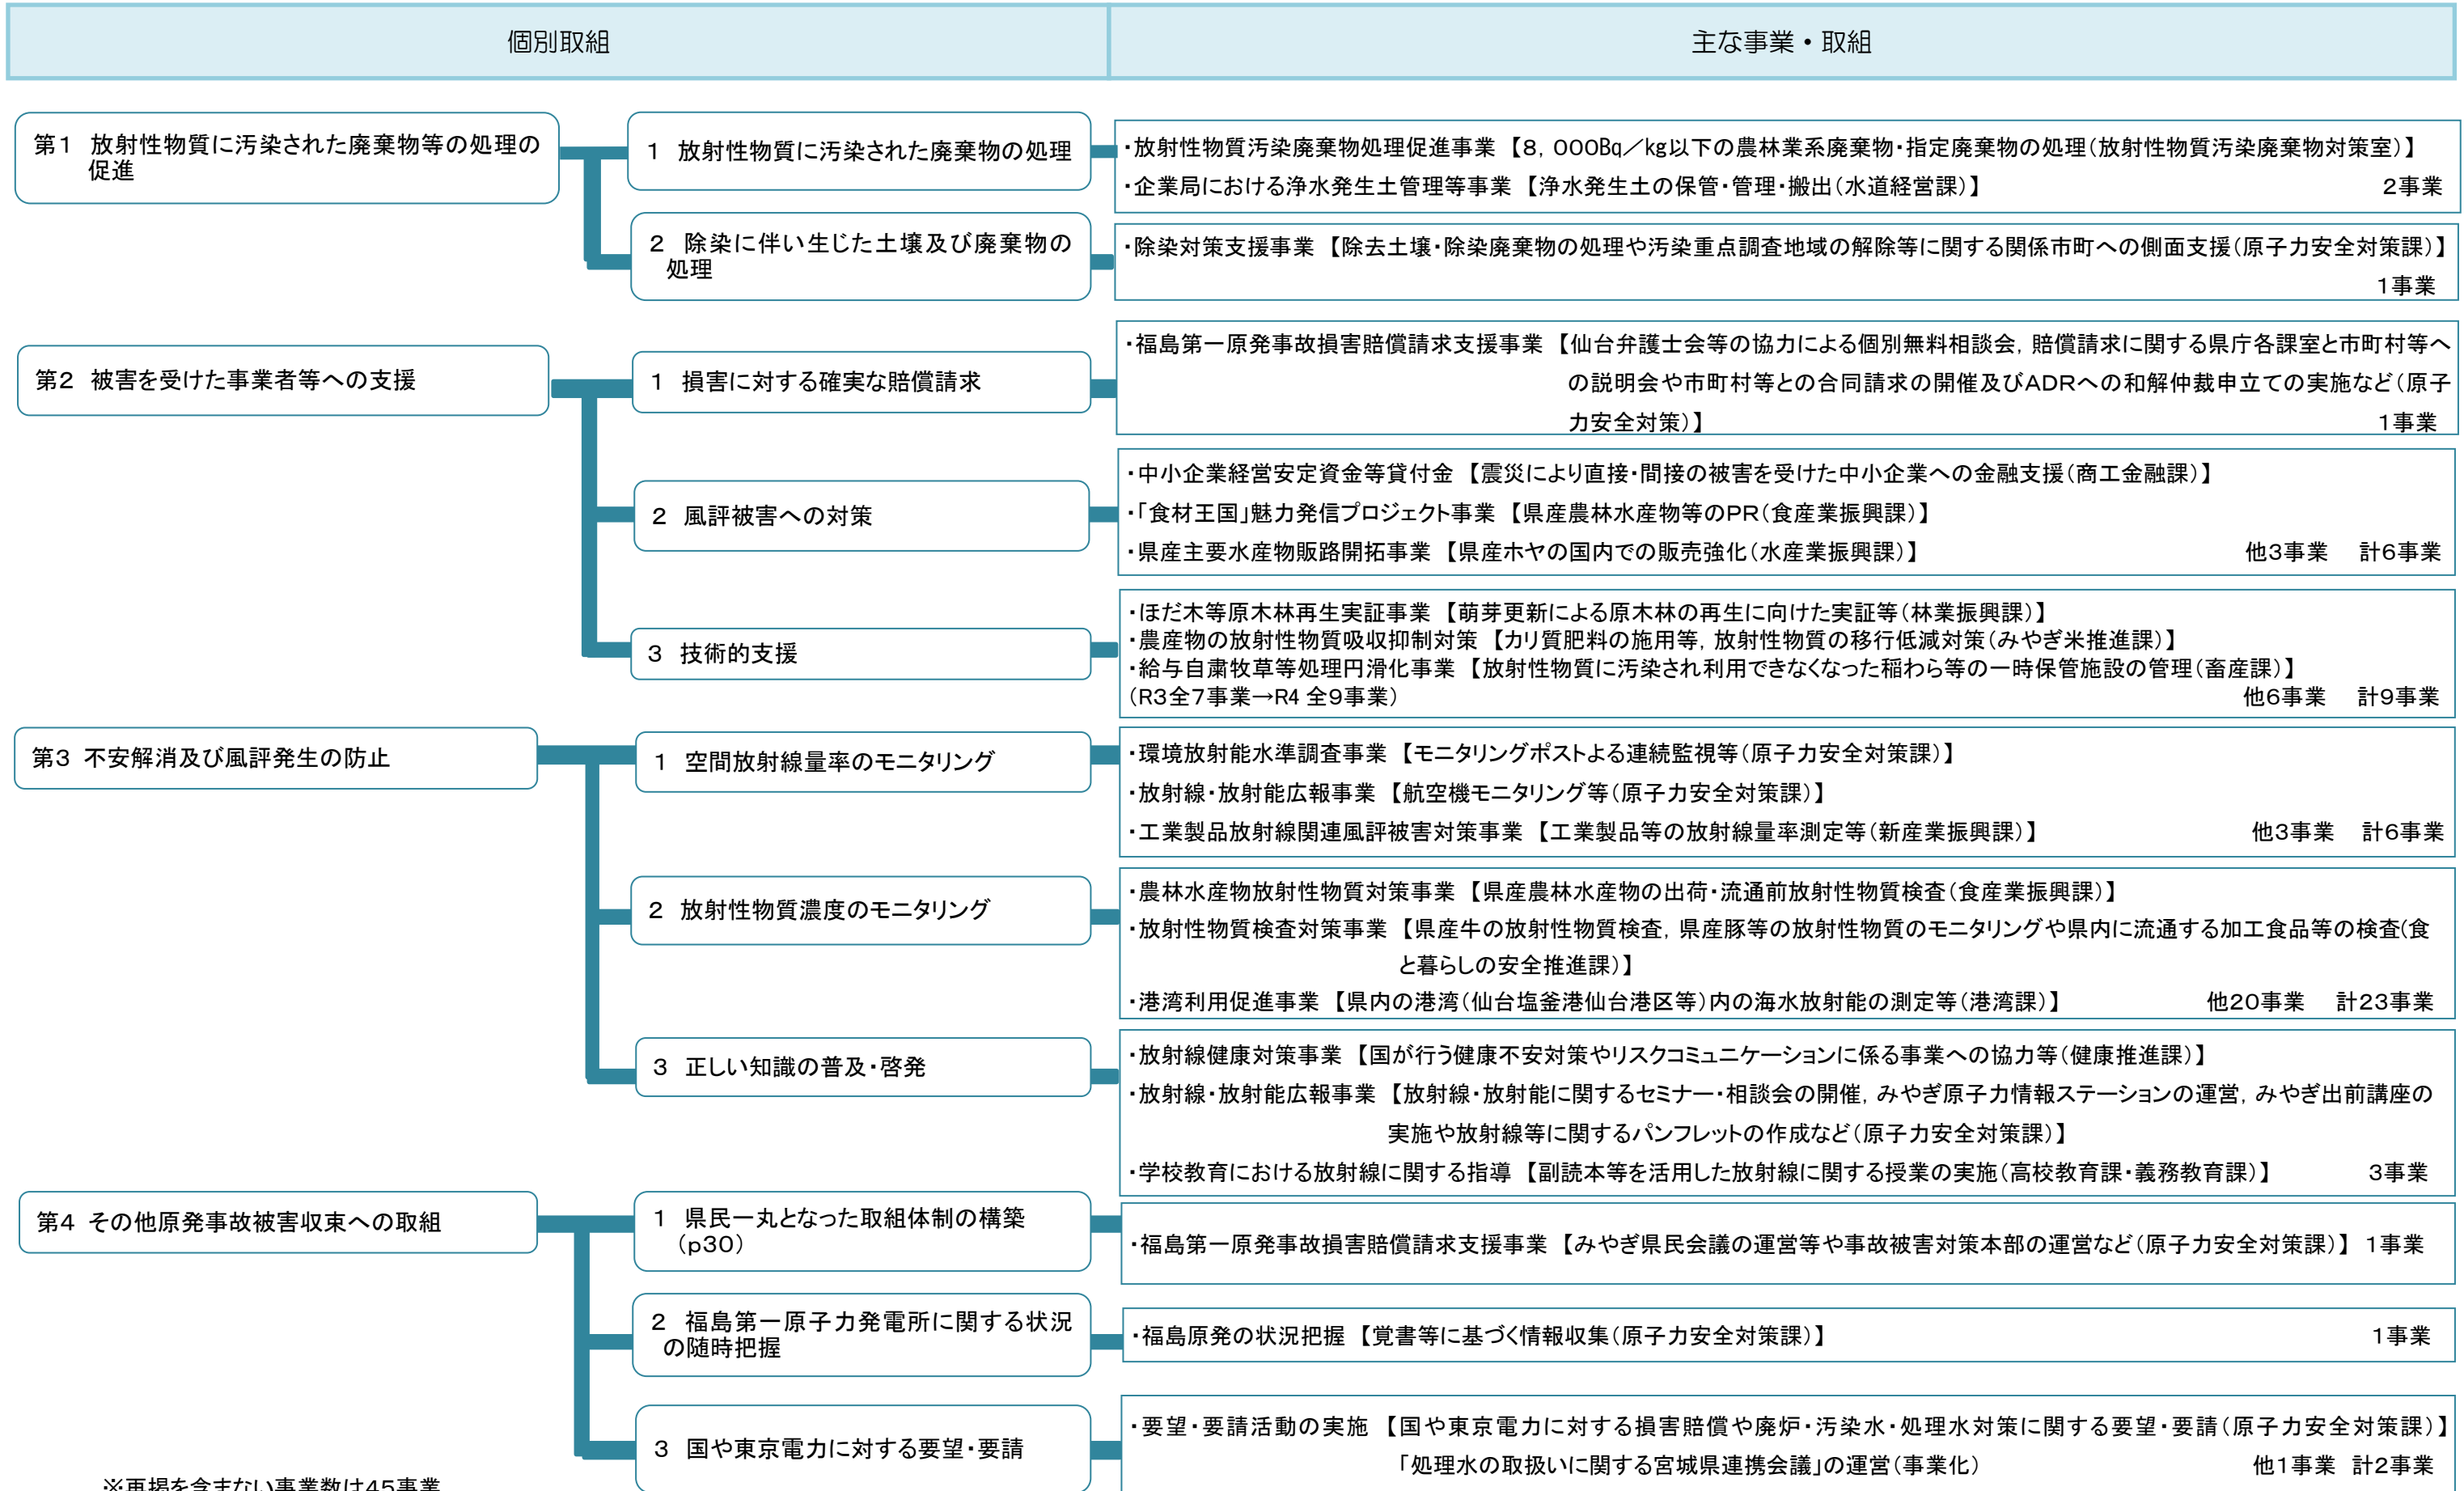 個別取組
主な事業・取組
第1 放射性物質に汚染された廃棄物等の処理の
促進
1 放射性物質に汚染された廃棄物の処理
・放射性物質汚染廃棄物処理促進事業 【8，000Bq／㎏以下の農林業系廃棄物・指定廃棄物の処理（放射性物質汚染廃棄物対策室）】
・企業局における浄水発生土管理等事業 【浄水発生土の保管・管理・搬出（水道経営課）】 2事業
2 除染に伴い生じた土壌及び廃棄物の
処理
・除染対策支援事業 【除去土壌・除染廃棄物の処理や汚染重点調査地域の解除等に関する関係市町への側面支援（原子力安全対策課）】
1事業
第2 被害を受けた事業者等への支援
1 損害に対する確実な賠償請求
・福島第一原発事故損害賠償請求支援事業 【仙台弁護士会等の協力による個別無料相談会，賠償請求に関する県庁各課室と市町村等へ
の説明会や市町村等との合同請求の開催及びADRへの和解仲裁申立ての実施など（原子
力安全対策）】 1事業
2 風評被害への対策
・中小企業経営安定資金等貸付金 【震災により直接・間接の被害を受けた中小企業への金融支援（商工金融課）】
・「食材王国」魅力発信プロジェクト事業 【県産農林水産物等のPR（食産業振興課）】
・県産主要水産物販路開拓事業 【県産ホヤの国内での販売強化（水産業振興課）】 他3事業 計6事業
3 技術的支援
・ほだ木等原木林再生実証事業 【萌芽更新による原木林の再生に向けた実証等（林業振興課）】
・農産物の放射性物質吸収抑制対策 【カリ質肥料の施用等，放射性物質の移行低減対策（みやぎ米推進課）】
・給与自粛牧草等処理円滑化事業 【放射性物質に汚染され利用できなくなった稲わら等の一時保管施設の管理（畜産課）】
（R3全7事業→R4 全9事業） 他6事業 計9事業
第3 不安解消及び風評発生の防止
1 空間放射線量率のモニタリング
・環境放射能水準調査事業 【モニタリングポストよる連続監視等（原子力安全対策課）】
・放射線・放射能広報事業 【航空機モニタリング等（原子力安全対策課）】
・工業製品放射線関連風評被害対策事業 【工業製品等の放射線量率測定等（新産業振興課）】 他3事業 計6事業
2 放射性物質濃度のモニタリング
・農林水産物放射性物質対策事業 【県産農林水産物の出荷・流通前放射性物質検査（食産業振興課）】
・放射性物質検査対策事業 【県産牛の放射性物質検査，県産豚等の放射性物質のモニタリングや県内に流通する加工食品等の検査（食
と暮らしの安全推進課）】
・港湾利用促進事業 【県内の港湾（仙台塩釜港仙台港区等）内の海水放射能の測定等（港湾課）】 他20事業 計23事業
3 正しい知識の普及・啓発
・放射線健康対策事業 【国が行う健康不安対策やリスクコミュニケーションに係る事業への協力等（健康推進課）】
・放射線・放射能広報事業 【放射線・放射能に関するセミナー・相談会の開催，みやぎ原子力情報ステーションの運営，みやぎ出前講座の
実施や放射線等に関するパンフレットの作成など（原子力安全対策課）】
・学校教育における放射線に関する指導 【副読本等を活用した放射線に関する授業の実施（高校教育課・義務教育課）】 3事業
第4 その他原発事故被害収束への取組
1 県民一丸となった取組体制の構築
（p30）
・福島第一原発事故損害賠償請求支援事業 【みやぎ県民会議の運営等や事故被害対策本部の運営など（原子力安全対策課）】 1事業
2 福島第一原子力発電所に関する状況
の随時把握
・福島原発の状況把握 【覚書等に基づく情報収集（原子力安全対策課）】 1事業
3 国や東京電力に対する要望・要請
・要望・要請活動の実施 【国や東京電力に対する損害賠償や廃炉・汚染水・処理水対策に関する要望・要請（原子力安全対策課）】
「処理水の取扱いに関する宮城県連携会議」の運営（事業化） 他1事業 計2事業
※再掲を含まない事業数は45事業